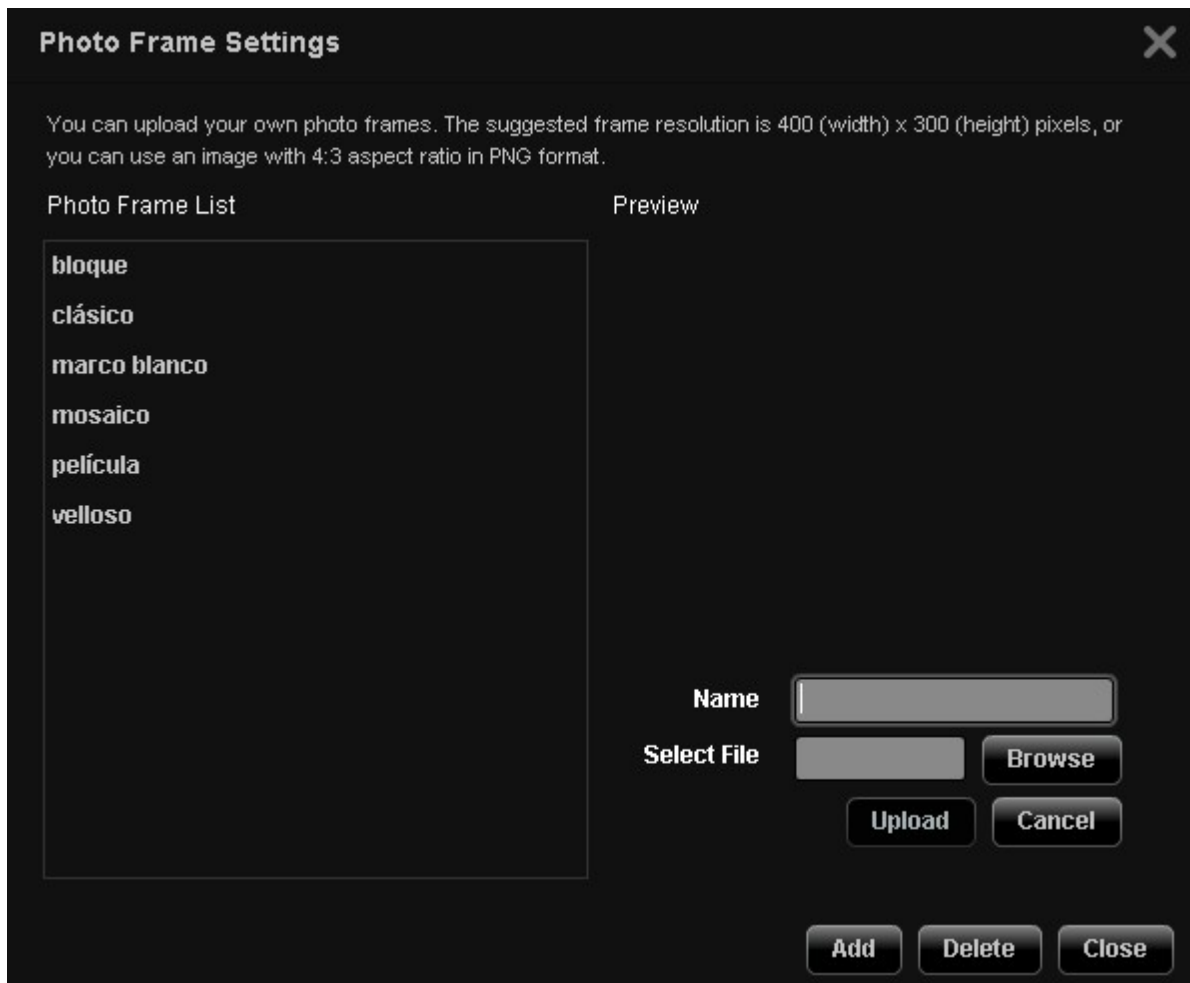 Photo Frame Settings
You can upload your own photo frames. The suggested frame resolution is 400 (width) x 300 (height) pixels, or
you can use an image with 4:3 aspect ratio in PNG format.
Photo Frame List
Preview
bloque
clásico
marco blanco
mosaico
película
velloso
Name
Select File
Browse
Upload
Cancel
Add
Delete
Close